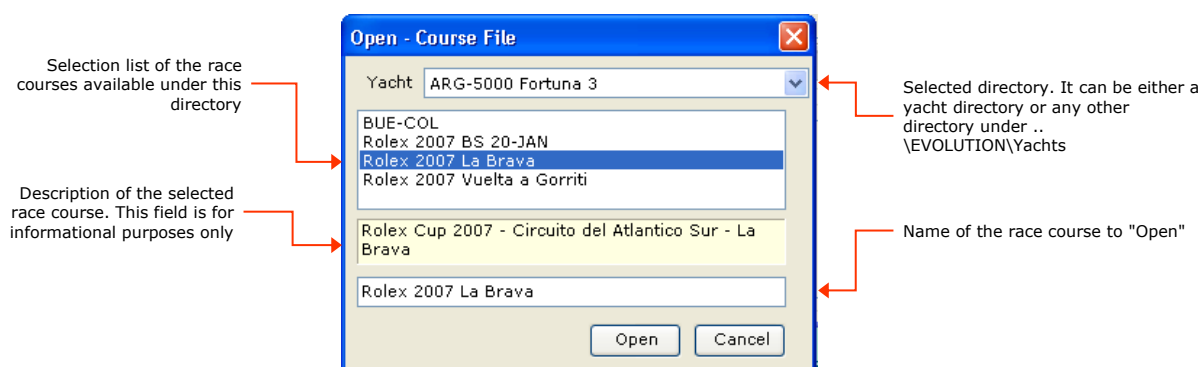 Open - Course File
Selection list of the race
courses available under this
directory
Yacht ARG-5000 Fortuna 3
Selected directory. It can be either a
yacht directory or any other
directory under ..
\EVOLUTION\Yachts
BUE-COL
Rolex 2007 BS 20-JAN
Rolex 2007 La Brava
Rolex 2007 Vuelta a Gorriti
Description of the selected
race course. This field is for
informational purposes only
Rolex Cup 2007 - Circuito del Atlantico Sur - La
Brava
Name of the race course to "Open"
Rolex 2007 La Brava
Open Cancel